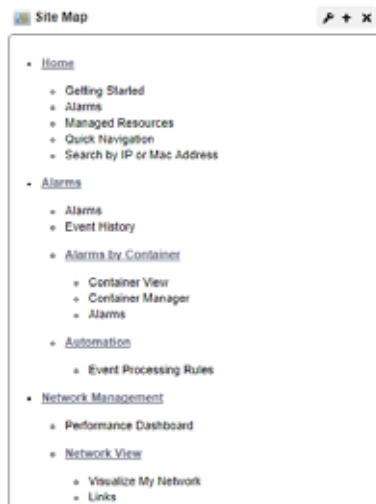 Site Map
Home
Getting Started
Alarms
Managed Resources
Quick Navigation
Search by IP or Mac Address
Alarms
Alarms
Event History
Alarms by Container
Container View
Container Manager
Alarms
Automation
Event Processing Rules
Network Management
Performance Dashboard
Network View
Visualize My Network
Links